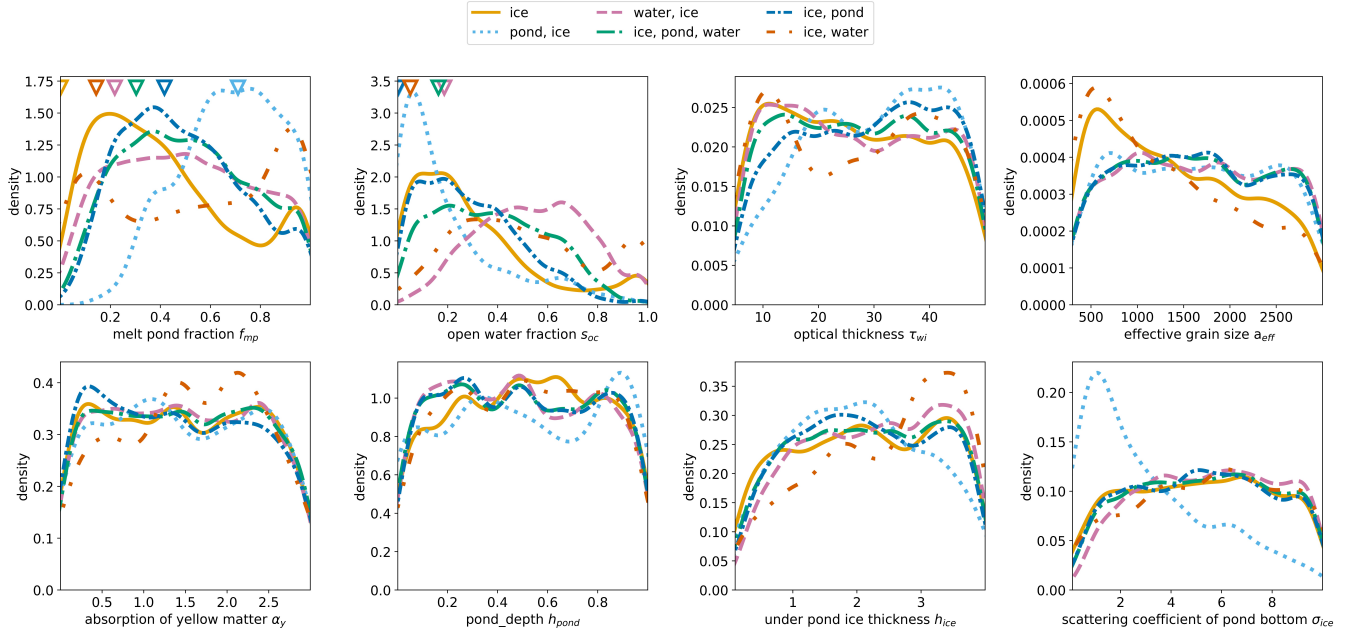 ice
pond, ice
water, ice
ice, pond, water
ice, pond
ice, water
1.75
1.50
1.25
1.00
0.75
0.50
0.25
0.00
density
0.2 0.4 0.6 0.8
melt pond fraction f_mp
3.5
3.0
2.5
2.0
1.5
1.0
0.5
0.0
density
0.2 0.4 0.6 0.8 1.0
open water fraction s_oc
0.025
0.020
0.015
0.010
0.005
0.000
density
10 20 30 40
optical thickness τ_wi
0.0006
0.0005
0.0004
0.0003
0.0002
0.0001
0.0000
density
500 1000 1500 2000 2500
effective grain size a_eff
0.4
0.3
0.2
0.1
0.0
density
0.5 1.0 1.5 2.0 2.5
absorption of yellow matter α_y
1.2
1.0
0.8
0.6
0.4
0.2
0.0
density
0.2 0.4 0.6 0.8
pond_depth h_pond
0.35
0.30
0.25
0.20
0.15
0.10
0.05
0.00
density
1 2 3
under pond ice thickness h_ice
0.20
0.15
0.10
0.05
0.00
density
2 4 6 8
scattering coefficient of pond bottom σ_ice